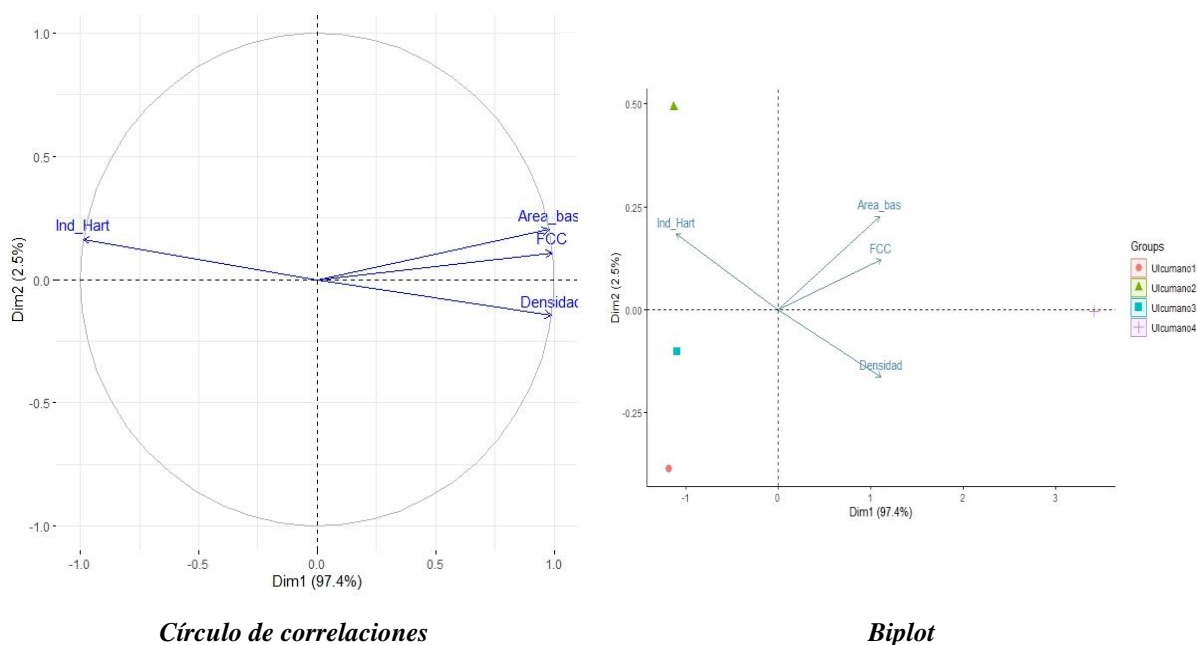 1.0
0.5
0.0
-0.5
-1.0
Dim2 (2.5%)
Ind_Hart
Area_bas
FCC
Densidad
-1.0 -0.5 0.0 0.5 1.0
Dim1 (97.4%)
Círculo de correlaciones
0.50
0.25
0.00
-0.25
Dim2 (2.5%)
Ind_Hart
Area_bas
FCC
Densidad
-1 0 1 2 3
Dim1 (97.4%)
Groups
Ulcumano1
Ulcumano2
Ulcumano3
Ulcumano4
Biplot